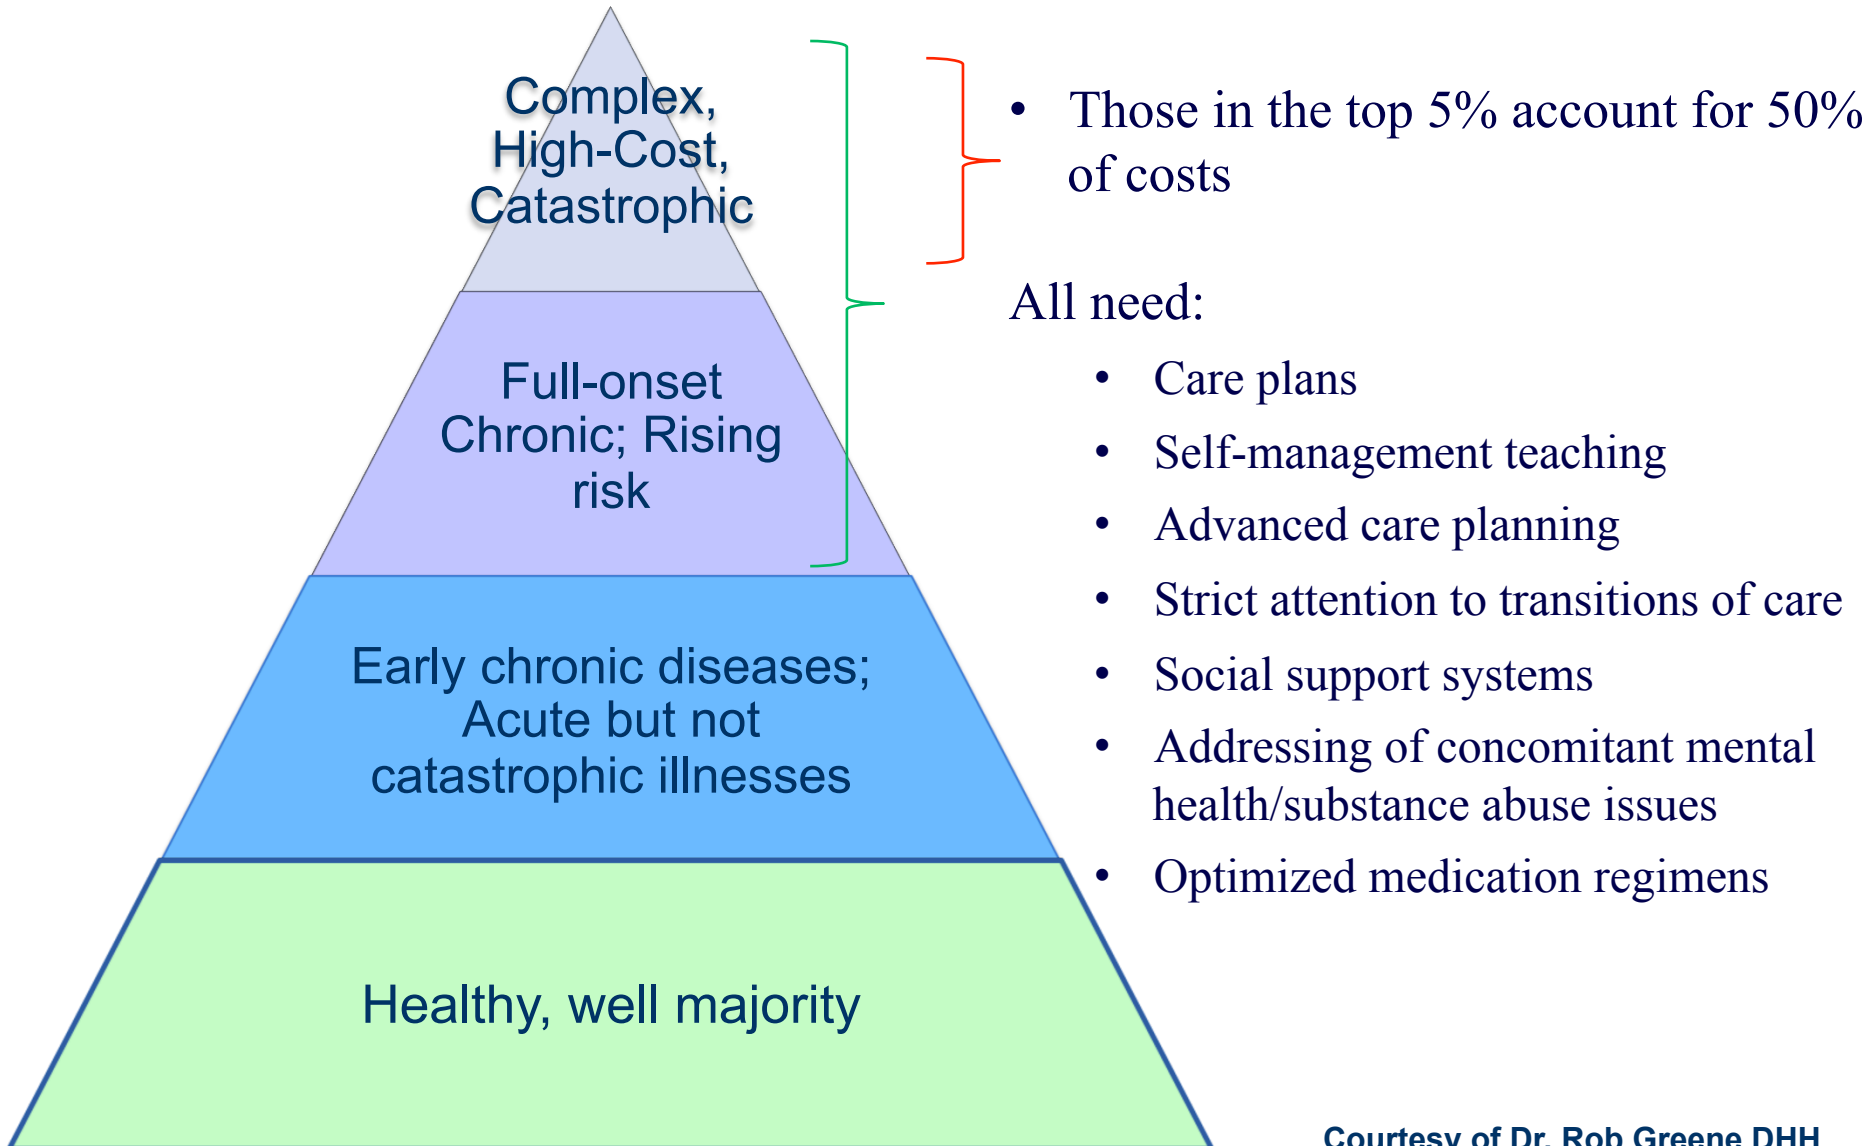 Complex,
High-Cost,
Catastrophic
Full-onset
Chronic; Rising
risk
Early chronic diseases;
Acute but not
catastrophic illnesses
Healthy, well majority
• Those in the top 5% account for 50%
of costs
All need:
• Care plans
• Self-management teaching
• Advanced care planning
• Strict attention to transitions of care
• Social support systems
• Addressing of concomitant mental
health/substance abuse issues
• Optimized medication regimens
Courtesy of Dr. Rob Greene DHH